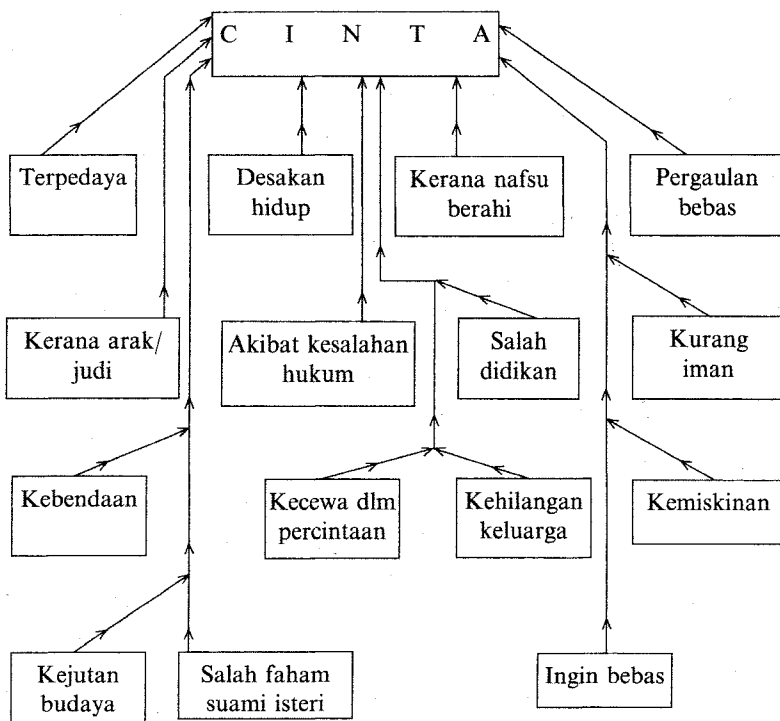 C I N T A
Terpedaya
Desakan
hidup
Kerana nafsu
berahi
Pergaulan
bebas
Kerana arak/
judi
Akibat kesalahan
hukum
Salah
didikan
Kurang
iman
Kebendaan
Kecewa dlm
percintaan
Kehilangan
keluarga
Kemiskinan
Kejutan
budaya
Salah faham
suami isteri
Ingin bebas